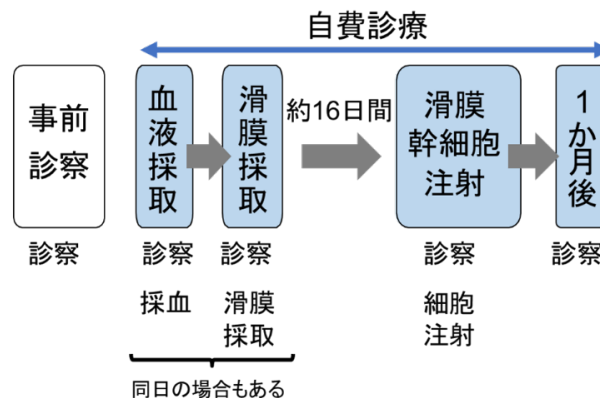 自費診療
事前
診察
血液採取
滑膜採取
約16日間
滑膜
幹細胞
注射
1か月後
診察
診察
診察
診察
診察
採血
滑膜
採取
細胞
注射
同日の場合もある